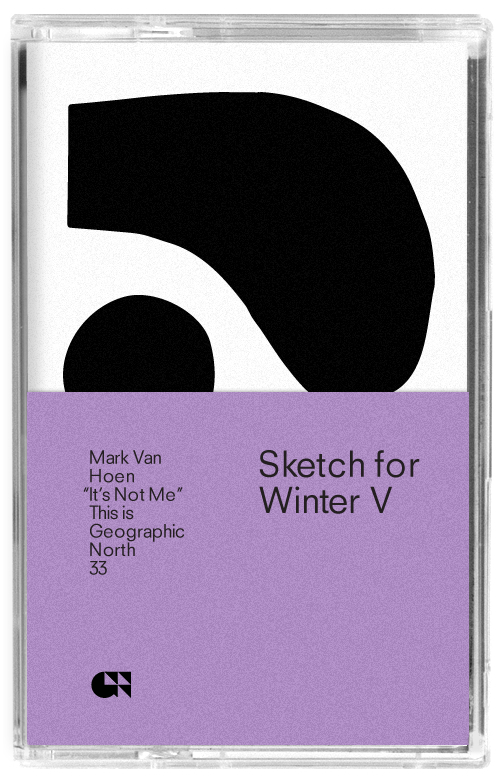 Mark Van
Hoen
“It’s Not Me”
This is
Geographic
North
33
Sketch for
Winter V